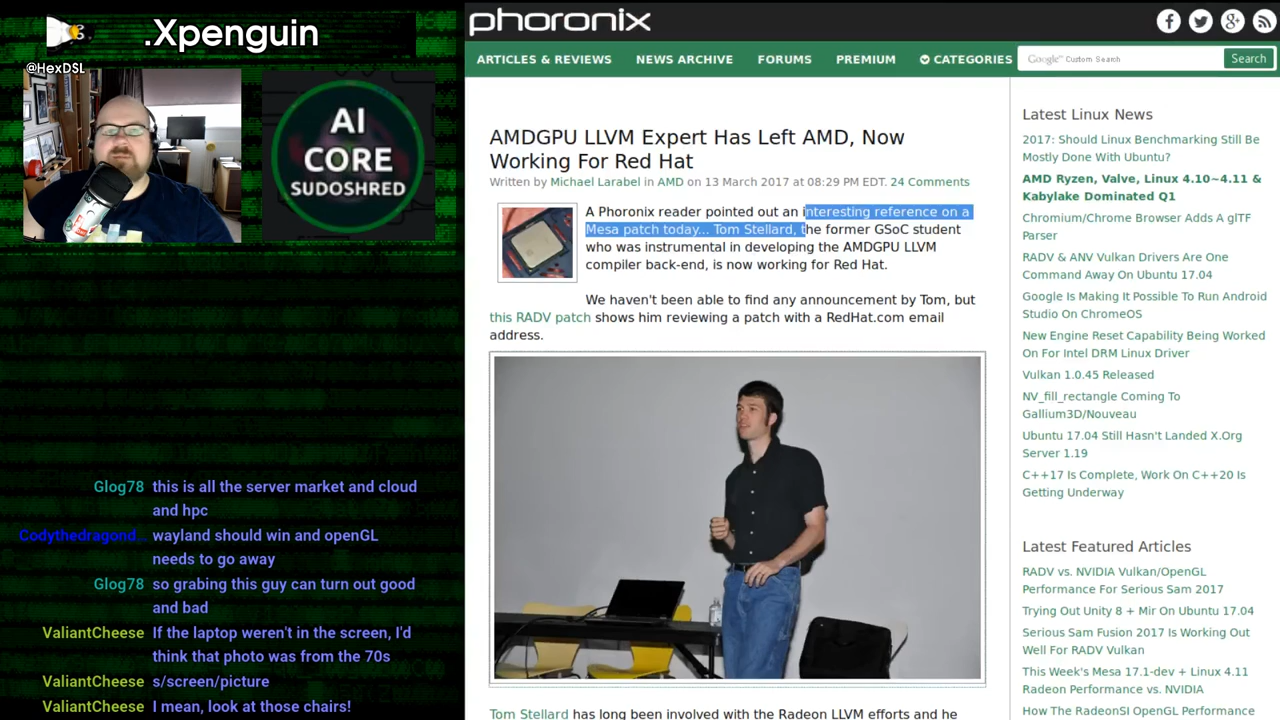 .Xpenguin
@HexDSL
AI
CORE
SUDOSHRED
Glog78 this is all the server market and cloud
and hpc
Codythedragond... wayland should win and openGL
needs to go away
Glog78 so grabing this guy can turn out good
and bad
ValiantCheese If the laptop weren't in the screen, I'd
think that photo was from the 70s
ValiantCheese s/screen/picture
ValiantCheese I mean, look at those chairs!
phoronix
ARTICLES & REVIEWS NEWS ARCHIVE FORUMS PREMIUM CATEGORIES
Google Custom Search
Search
AMDGPU LLVM Expert Has Left AMD, Now
Working For Red Hat
Written by Michael Larabel in AMD on 13 March 2017 at 08:29 PM EDT. 24 Comments
A Phoronix reader pointed out an interesting reference on a
Mesa patch today... Tom Stellard, the former GSoC student
who was instrumental in developing the AMDGPU LLVM
compiler back-end, is now working for Red Hat.
We haven't been able to find any announcement by Tom, but
this RADV patch shows him reviewing a patch with a RedHat.com email
address.
Tom Stellard has long been involved with the Radeon LLVM efforts and he
Latest Linux News
2017: Should Linux Benchmarking Still Be
Mostly Done With Ubuntu?
AMD Ryzen, Valve, Linux 4.10~4.11 &
Kabylake Dominated Q1
Chromium/Chrome Browser Adds A glTF
Parser
RADV & ANV Vulkan Drivers Are One
Command Away On Ubuntu 17.04
Google Is Making It Possible To Run Android
Studio On ChromeOS
New Engine Reset Capability Being Worked
On For Intel DRM Linux Driver
Vulkan 1.0.45 Released
NV_fill_rectangle Coming To
Gallium3D/Nouveau
Ubuntu 17.04 Still Hasn't Landed X.Org
Server 1.19
C++17 Is Complete, Work On C++20 Is
Getting Underway
Latest Featured Articles
RADV vs. NVIDIA Vulkan/OpenGL
Performance For Serious Sam 2017
Trying Out Unity 8 + Mir On Ubuntu 17.04
Serious Sam Fusion 2017 Is Working Out
Well For RADV Vulkan
This Week's Mesa 17.1-dev + Linux 4.11
Radeon Performance vs. NVIDIA
How The RadeonSI OpenGL Performance